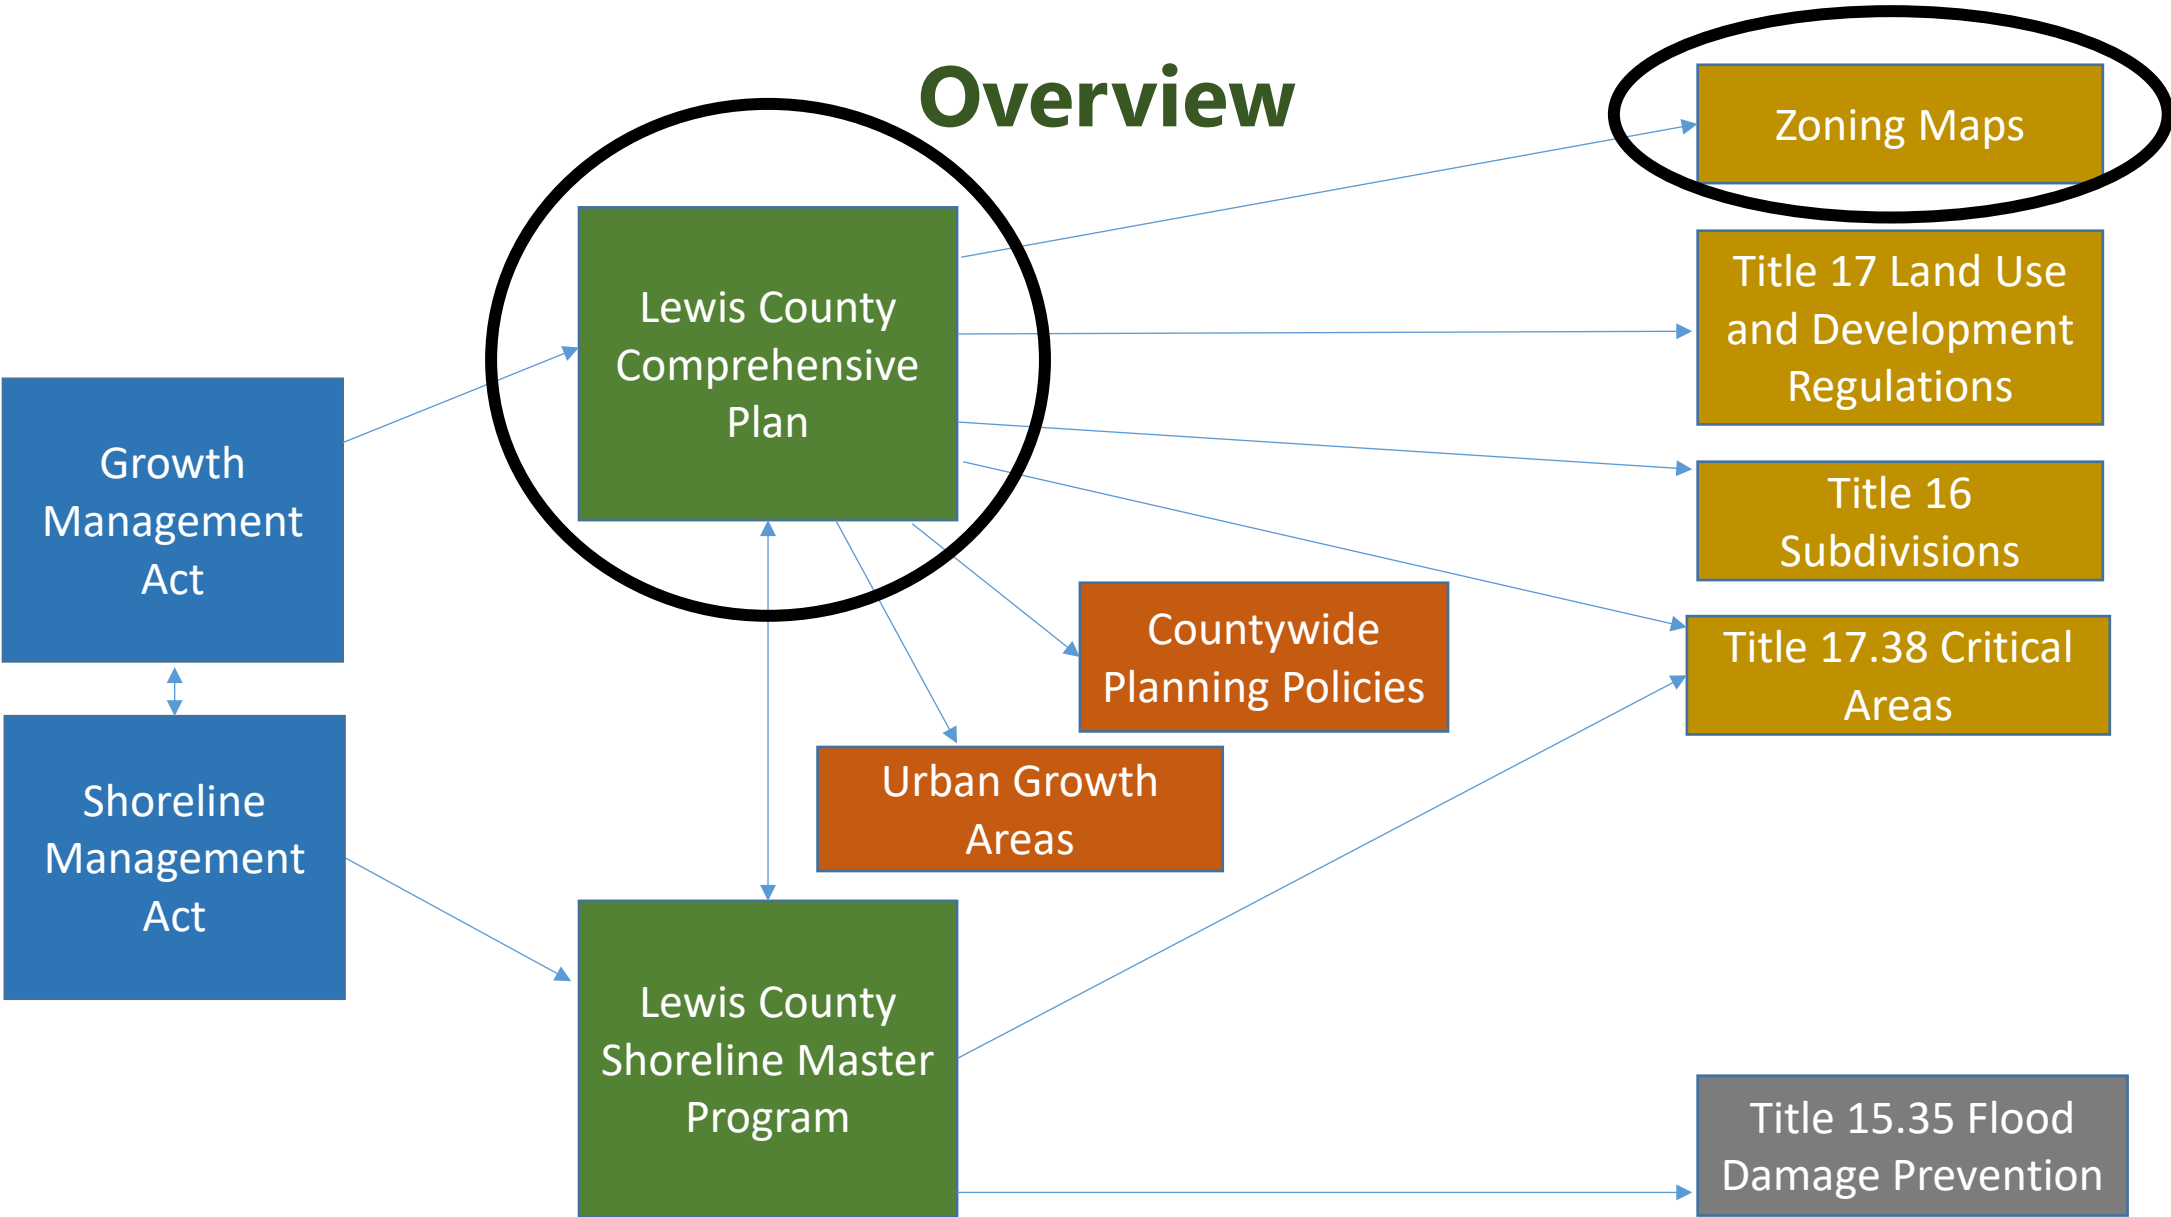 Overview
Zoning Maps
Title 17 Land Use
and Development
Regulations
Lewis County
Comprehensive
Plan
Growth
Management
Act
Title 16
Subdivisions
Countywide
Planning Policies
Title 17.38 Critical
Areas
Urban Growth
Areas
Shoreline
Management
Act
Lewis County
Shoreline Master
Program
Title 15.35 Flood
Damage Prevention